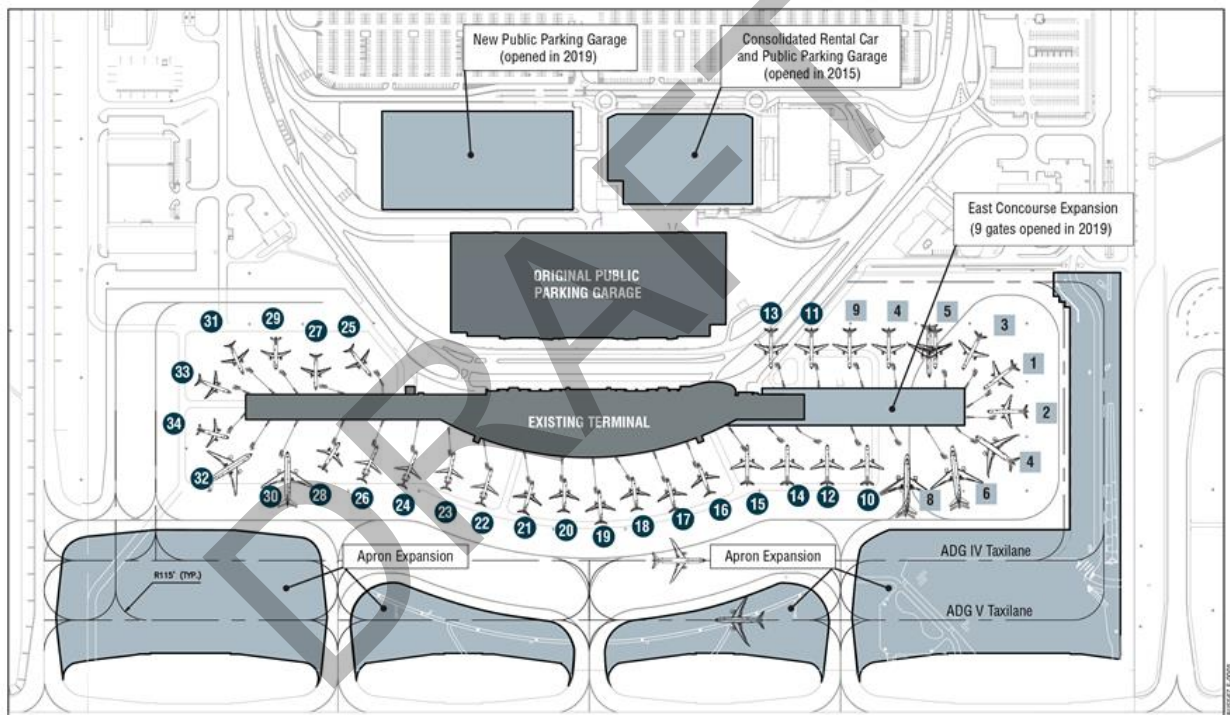 New Public Parking Garage
(opened in 2019)
Consolidated Rental Car
and Public Parking Garage
(opened in 2015)
East Concourse Expansion
(9 gates opened in 2019)
ORIGINAL PUBLIC
PARKING GARAGE
31
29
27
25
13
11
9
4
5
3
33
1
EXISTING TERMINAL
2
34
32
30
28
26
24
23
22
21
20
19
18
17
16
15
14
12
10
8
6
4
Apron Expansion
Apron Expansion
ADG IV Taxilane
R115' (TYP.)
ADG V Taxilane
DRAFT